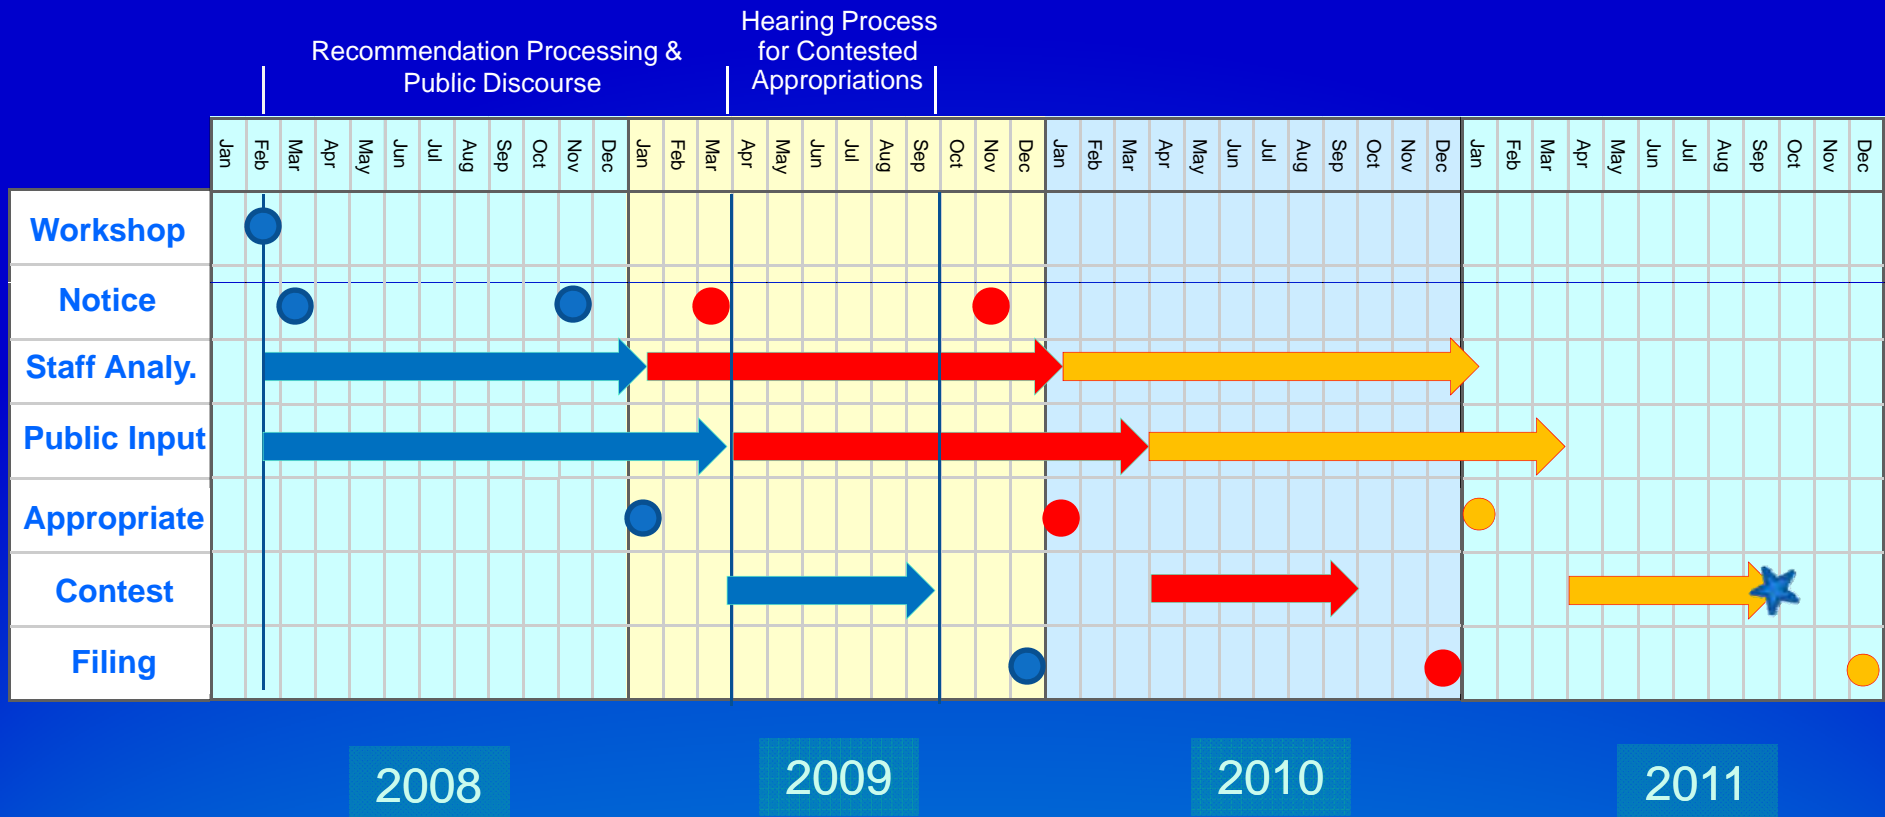 Hearing Process
for Contested
Appropriations
Recommendation Processing &
Public Discourse
Jan Feb Mar Apr May Jun Jul Aug Sep Oct Nov Dec Jan Feb Mar Apr May Jun Jul Aug Sep Oct Nov Dec Jan Feb Mar Apr May Jun Jul Aug Sep Oct Nov Dec Jan Feb Mar Apr May Jun Jul Aug Sep Oct Nov Dec
Workshop
Notice
Staff Analy.
Public Input
Appropriate
Contest
Filing
2008 2009 2010 2011